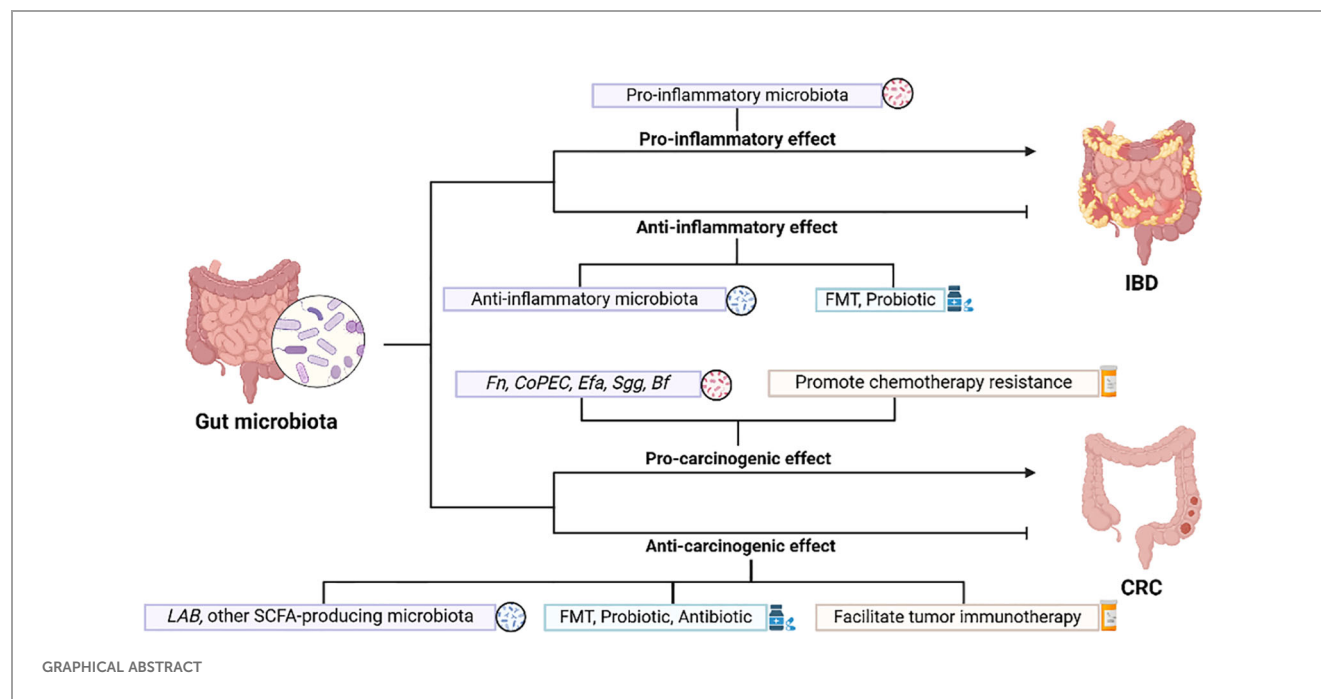 Pro-inflammatory microbiota
Pro-inflammatory effect
Anti-inflammatory effect
Anti-inflammatory microbiota
FMT, Probiotic
IBD
Gut microbiota
Fn, CoPEC, Efa, Sgg, Bf
Promote chemotherapy resistance
Pro-carcinogenic effect
Anti-carcinogenic effect
CRC
LAB, other SCFA-producing microbiota
FMT, Probiotic, Antibiotic
Facilitate tumor immunotherapy
GRAPHICAL ABSTRACT